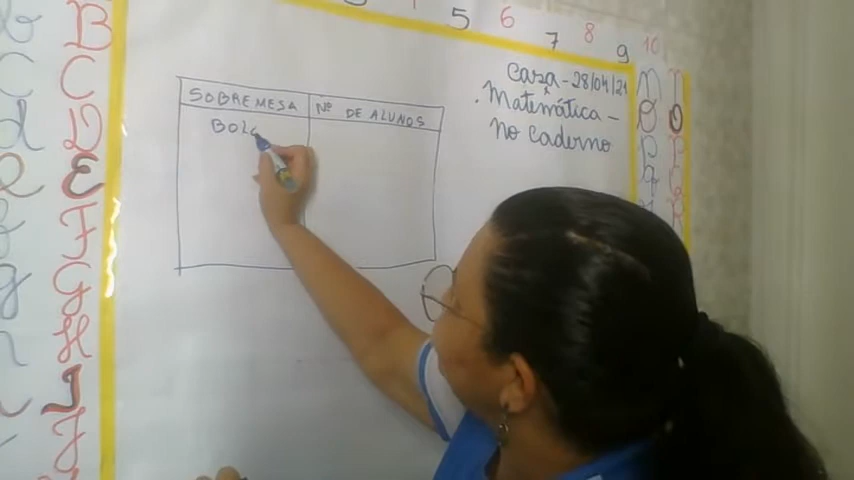 5 6 7 8 9 10
Casa - 28/04/21
. Matemática -
no caderno
SOBREMESA Nº DE ALUNOS
BOLO
B
C
D
E
F
G
H
I
J